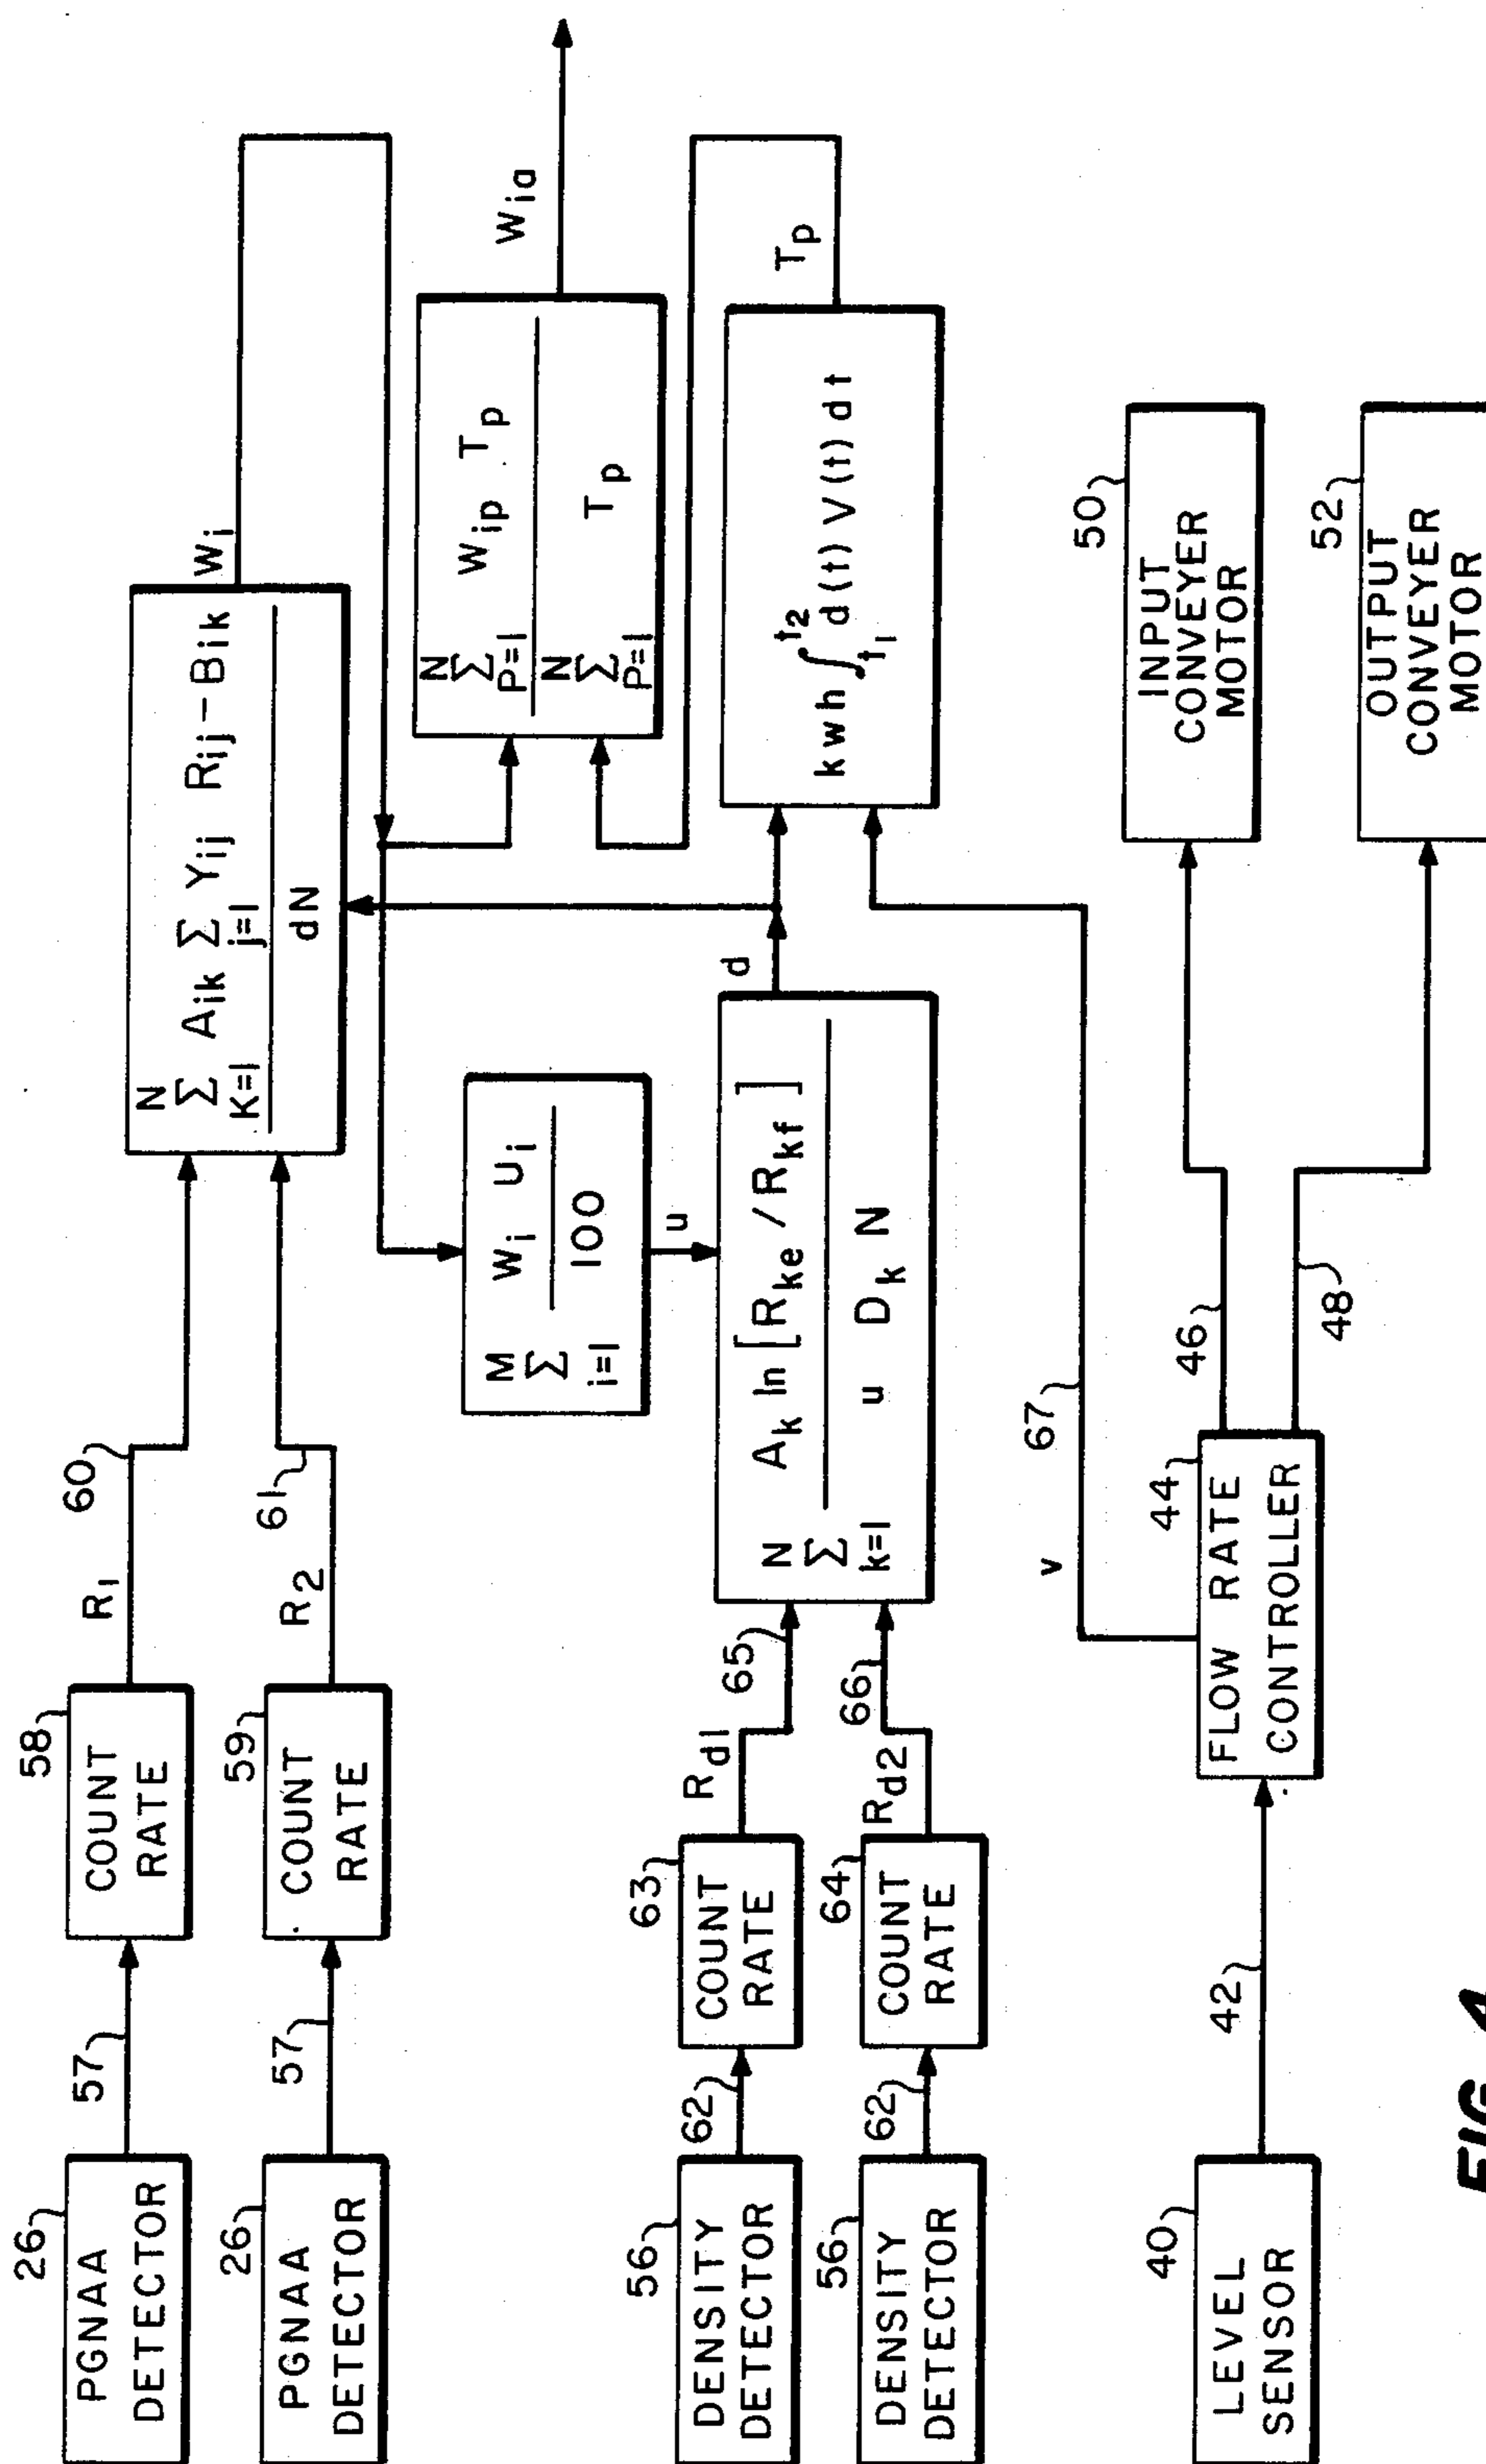 26
PGNAA
DETECTOR
57
58
COUNT
RATE
R1
60
26
PGNAA
DETECTOR
57
59
COUNT
RATE
R2
61
N
Σ
K=1
Aik Σ
j=1
Yij Rij-Bik
dN
Wi
M
Σ
i=1
Wi Ui
100
u
N
Σ
P=1
Wip Tp
N
Σ
P=1
Tp
Wia
56
DENSITY
DETECTOR
62
63
COUNT
RATE
Rd1
65
56
DENSITY
DETECTOR
62
64
COUNT
RATE
Rd2
66
N
Σ
k=1
Ak ln [Rke / Rkf]
u Dk N
d
kwh ∫t1t2 d(t) V(t) dt
Tp
v
67
40
LEVEL
SENSOR
42
44
FLOW RATE
CONTROLLER
46
48
50
INPUT
CONVEYER
MOTOR
52
OUTPUT
CONVEYER
MOTOR
FIG. 4